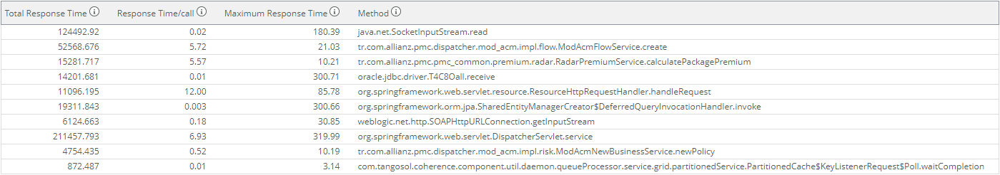 Total Response Time Response Time/call Maximum Response Time Method
124492.92 0.02 180.39 java.net.SocketInputStream.read
52568.676 5.72 21.03 tr.com.allianz.pmc.dispatcher.mod_acm.impl.flow.ModAcmFlowService.create
15281.717 5.57 10.21 tr.com.allianz.pmc.pmc_common.premium.radar.RadarPremiumService.calculatePackagePremium
14201.681 0.01 300.71 oracle.jdbc.driver.T4C8Oall.receive
11096.195 12.00 85.78 org.springframework.web.servlet.resource.ResourceHttpRequestHandler.handleRequest
19311.843 0.003 300.66 org.springframework.orm.jpa.SharedEntityManagerCreator$DeferredQueryInvocationHandler.invoke
6124.663 0.18 30.85 weblogic.net.http.SOAPHttpURLConnection.getInputStream
211457.793 6.93 319.99 org.springframework.web.servlet.DispatcherServlet.service
4754.435 0.52 10.19 tr.com.allianz.pmc.dispatcher.mod_acm.impl.risk.ModAcmNewBusinessService.newPolicy
872.487 0.01 3.14 com.tangosol.coherence.component.util.daemon.queueProcessor.service.grid.partitionedService.PartitionedCache$KeyListenerRequest$Poll.waitCompletion